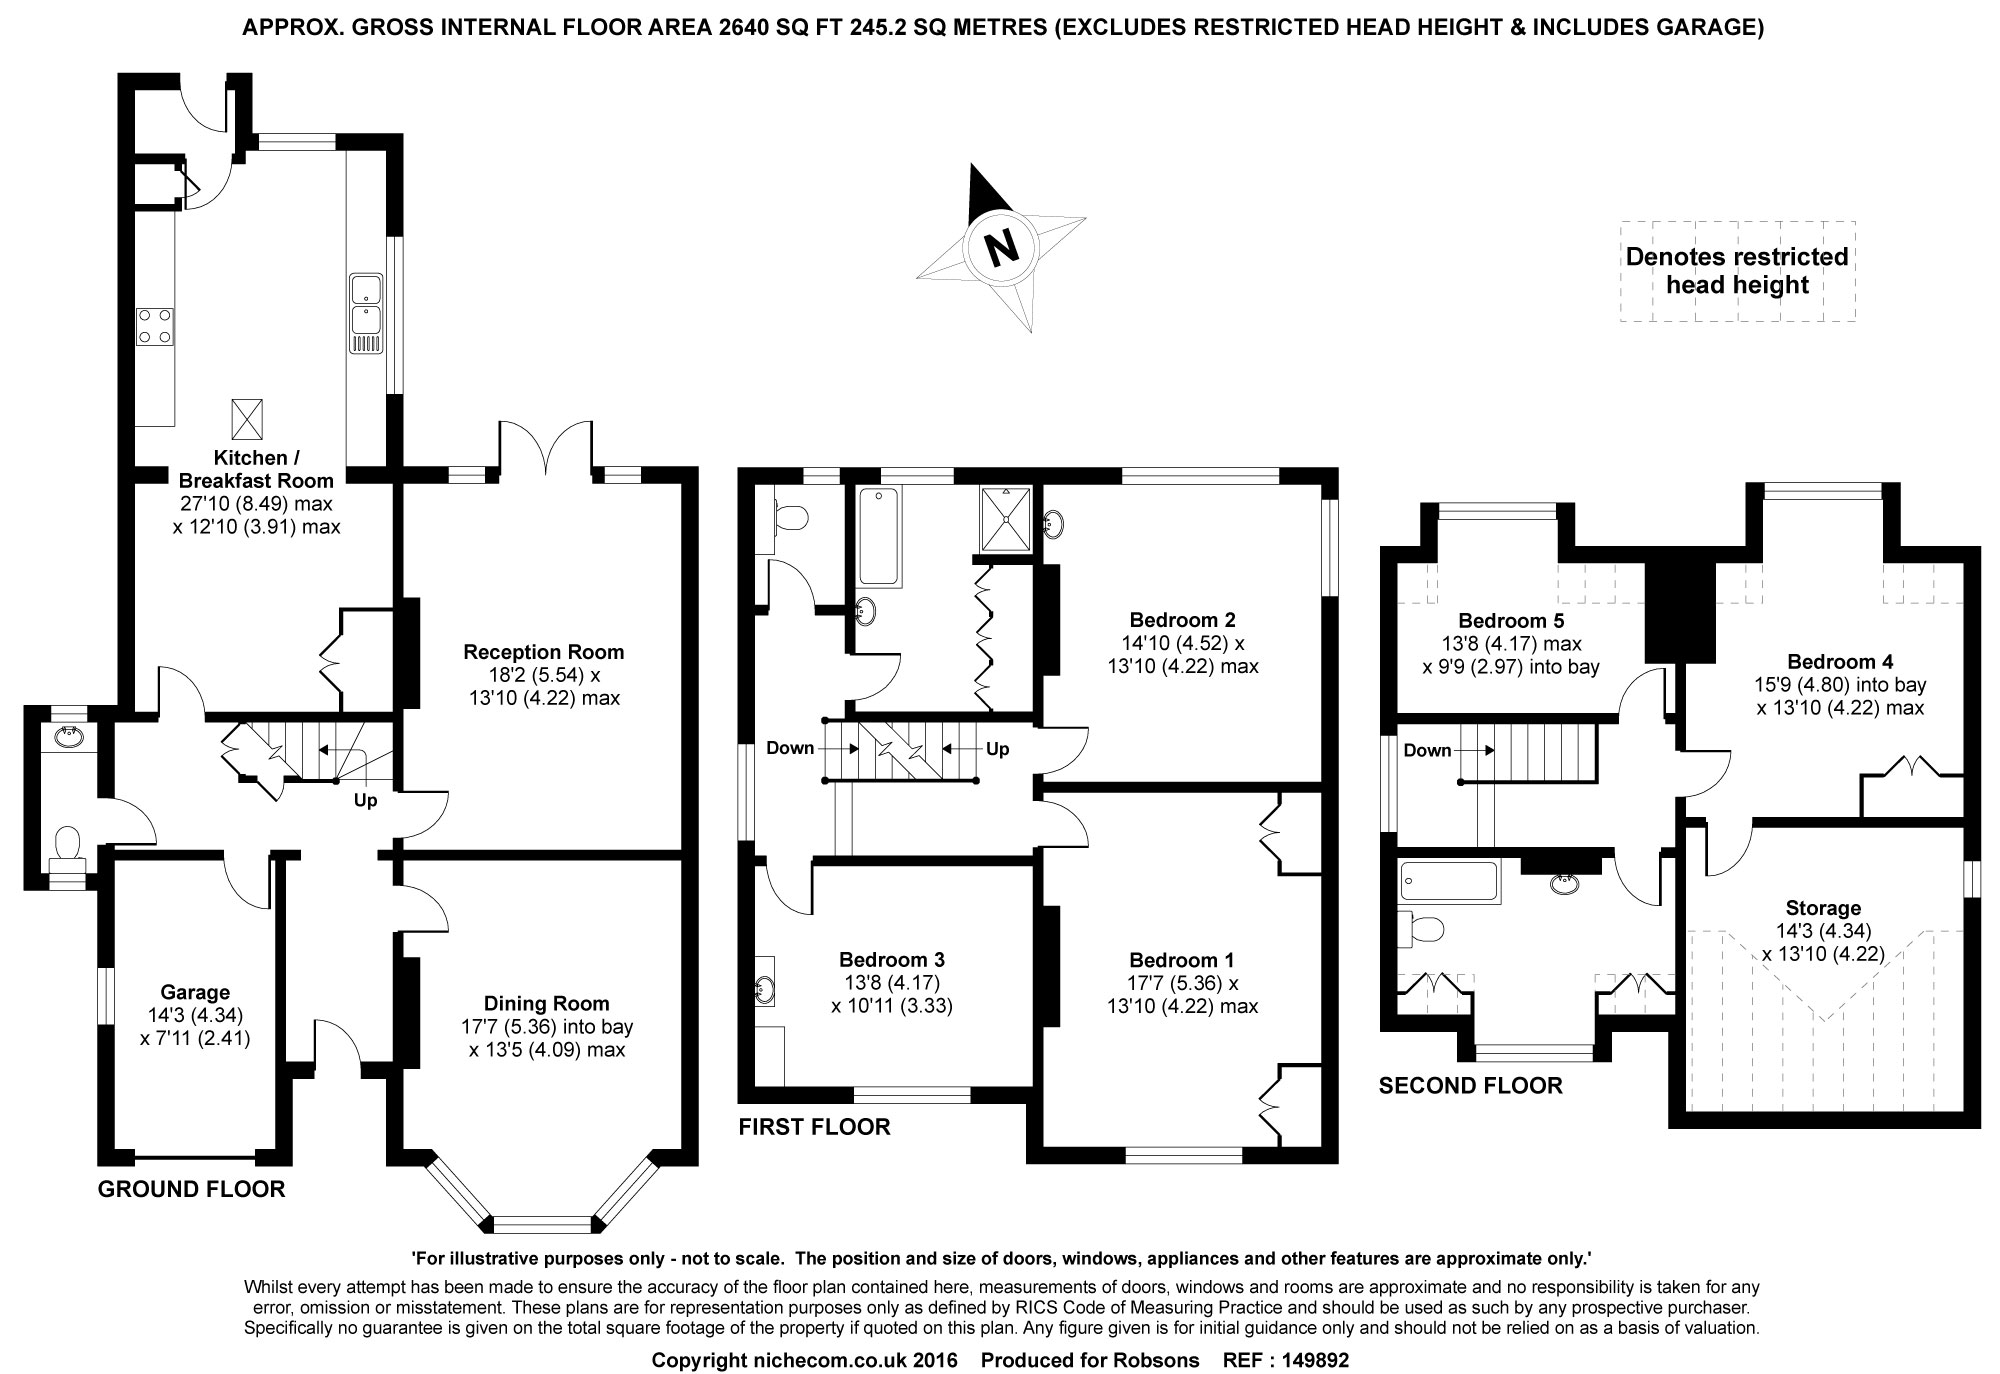 APPROX. GROSS INTERNAL FLOOR AREA 2640 SQ FT 245.2 SQ METRES (EXCLUDES RESTRICTED HEAD HEIGHT & INCLUDES GARAGE)
N
Denotes restricted
head height
Kitchen /
Breakfast Room
27'10 (8.49) max
x 12'10 (3.91) max
Reception Room
18'2 (5.54) x
13'10 (4.22) max
Up
Garage
14'3 (4.34)
x 7'11 (2.41)
Dining Room
17'7 (5.36) into bay
x 13'5 (4.09) max
GROUND FLOOR
Bedroom 2
14'10 (4.52) x
13'10 (4.22) max
Down
Up
Bedroom 3
13'8 (4.17)
x 10'11 (3.33)
Bedroom 1
17'7 (5.36) x
13'10 (4.22) max
FIRST FLOOR
Bedroom 5
13'8 (4.17) max
x 9'9 (2.97) into bay
Bedroom 4
15'9 (4.80) into bay
x 13'10 (4.22) max
Down
Storage
14'3 (4.34)
x 13'10 (4.22)
SECOND FLOOR
'For illustrative purposes only - not to scale. The position and size of doors, windows, appliances and other features are approximate only.'
Whilst every attempt has been made to ensure the accuracy of the floor plan contained here, measurements of doors, windows and rooms are approximate and no responsibility is taken for any
error, omission or misstatement. These plans are for representation purposes only as defined by RICS Code of Measuring Practice and should be used as such by any prospective purchaser.
Specifically no guarantee is given on the total square footage of the property if quoted on this plan. Any figure given is for initial guidance only and should not be relied on as a basis of valuation.
Copyright nichecom.co.uk 2016 Produced for Robsons REF : 149892